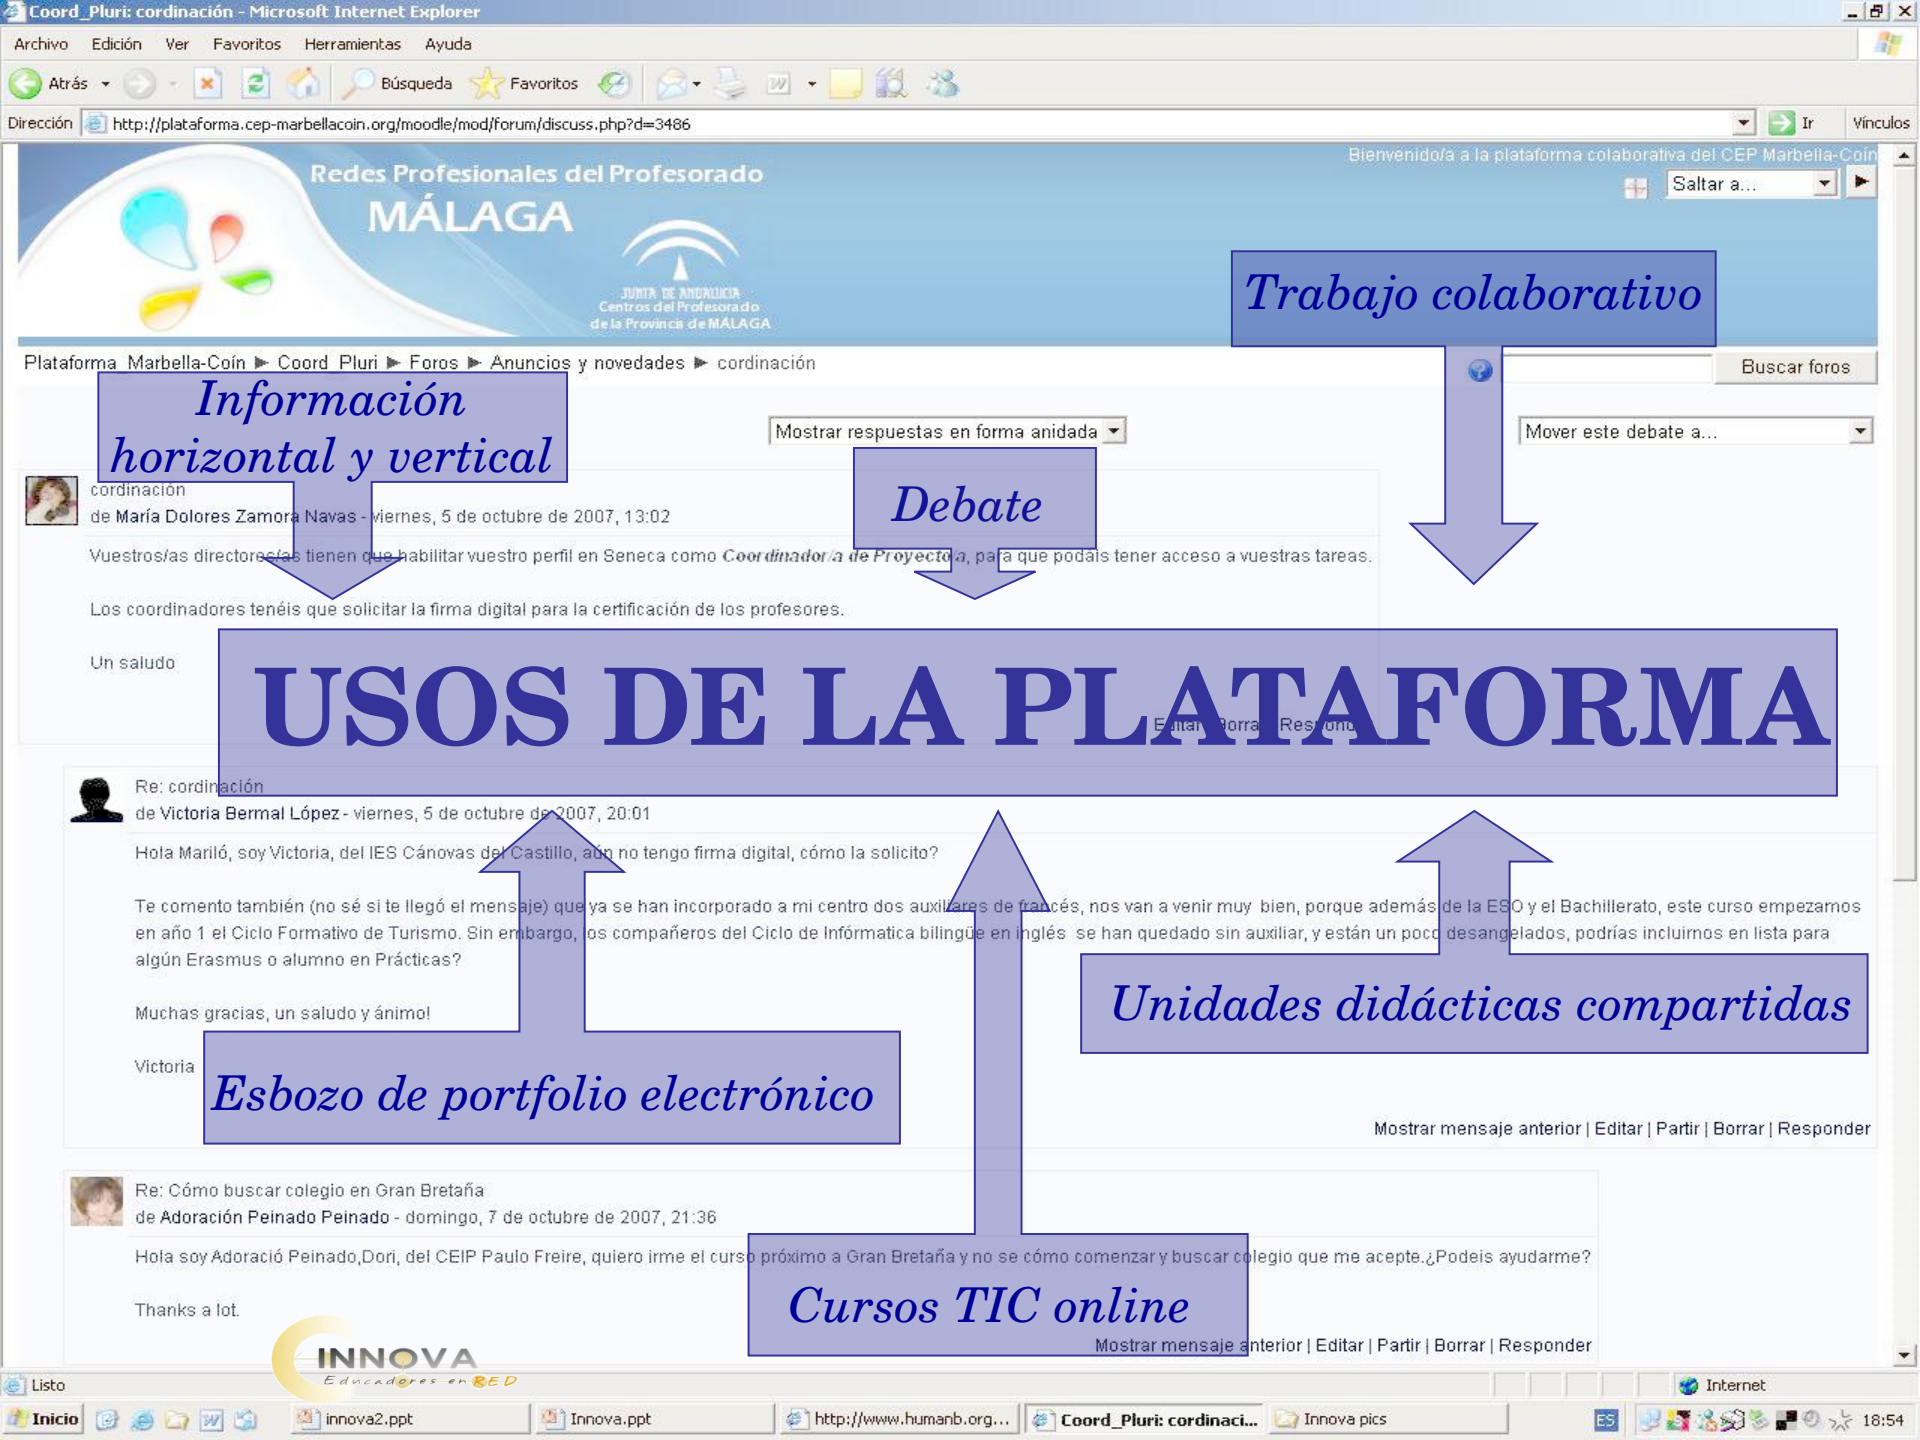 Coord_Pluri: cordinación - Microsoft Internet Explorer
Archivo Edición Ver Favoritos Herramientas Ayuda
Atrás Búsqueda Favoritos
Dirección http://plataforma.cep-marbellacoin.org/moodle/mod/forum/discuss.php?d=3486 Ir Vínculos
Bienvenido/a a la plataforma colaborativa del CEP Marbella-Coín
Saltar a...
Redes Profesionales del Profesorado
MÁLAGA
JUNTA DE ANDALUCIA
Centros del Profesorado
de la Provincia de MÁLAGA
Trabajo colaborativo
Plataforma_Marbella-Coín ► Coord_Pluri ► Foros ► Anuncios y novedades ► cordinación
Buscar foros
Información
horizontal y vertical
Mostrar respuestas en forma anidada
Mover este debate a...
Debate
cordinación
de María Dolores Zamora Navas - viernes, 5 de octubre de 2007, 13:02
Vuestros/as directores/as tienen que habilitar vuestro perfil en Seneca como Coordinador/a de Proyecto/a, para que podáis tener acceso a vuestras tareas.
Los coordinadores tenéis que solicitar la firma digital para la certificación de los profesores.
Un saludo
USOS DE LA PLATAFORMA
Editar | Borrar | Responder
Re: cordinación
de Victoria Bermal López - viernes, 5 de octubre de 2007, 20:01
Hola Mariló, soy Victoria, del IES Cánovas del Castillo, aún no tengo firma digital, cómo la solicito?
Te comento también (no sé si te llegó el mensaje) que ya se han incorporado a mi centro dos auxiliares de francés, nos van a venir muy bien, porque además de la ESO y el Bachillerato, este curso empezamos
en año 1 el Ciclo Formativo de Turismo. Sin embargo, los compañeros del Ciclo de Infórmatica bilingüe en inglés se han quedado sin auxiliar, y están un poco desangelados, podrías incluirnos en lista para
algún Erasmus o alumno en Prácticas?
Muchas gracias, un saludo y ánimo!
Victoria
Unidades didácticas compartidas
Esbozo de portfolio electrónico
Mostrar mensaje anterior | Editar | Partir | Borrar | Responder
Re: Cómo buscar colegio en Gran Bretaña
de Adoración Peinado Peinado - domingo, 7 de octubre de 2007, 21:36
Hola soy Adoració Peinado,Dori, del CEIP Paulo Freire, quiero irme el curso próximo a Gran Bretaña y no se cómo comenzar y buscar colegio que me acepte.¿Podeis ayudarme?
Thanks a lot.
Cursos TIC online
Mostrar mensaje anterior | Editar | Partir | Borrar | Responder
INNOVA
Educadores en RED
Listo Internet
Inicio innova2.ppt Innova.ppt http://www.humanb.org... Coord_Pluri: cordinaci... Innova pics ES 18:54